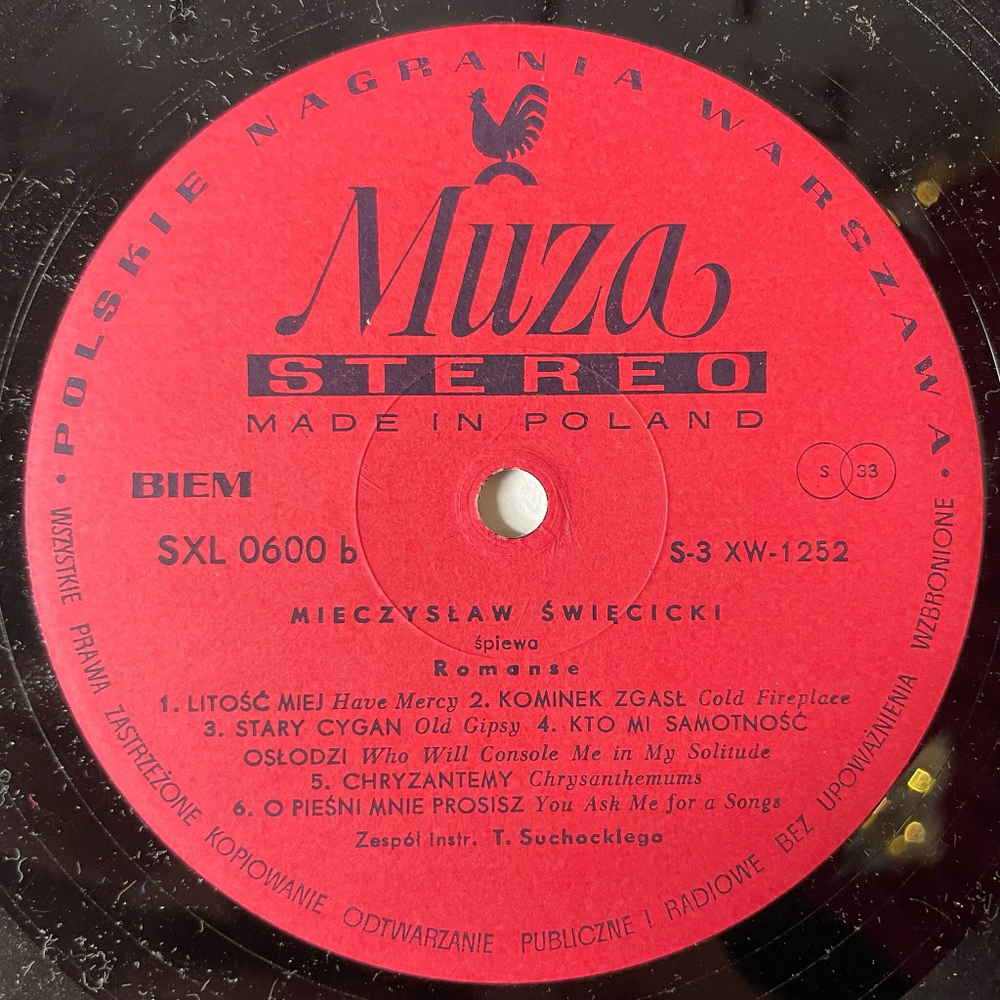 • POLSKIE NAGRANIA WARSZAWA •
Muza
STEREO
MADE IN POLAND
BIEM
S 33
SXL 0600 b
S-3 XW-1252
MIECZYSŁAW ŚWIĘCICKI
śpiewa
Romanse
1. LITOŚĆ MIEJ Have Mercy 2. KOMINEK ZGASŁ Cold Fireplace
3. STARY CYGAN Old Gipsy 4. KTO MI SAMOTNOŚĆ
OSŁODZI Who Will Console Me in My Solitude
5. CHRYZANTEMY Chrysanthemums
6. O PIEŚNI MNIE PROSISZ You Ask Me for a Songs
Zespół instr. T. Suchockiego
WSZYSTKIE PRAWA ZASTRZEŻONE KOPIOWANIE ODTWARZANIE PUBLICZNE I RADIOWE BEZ UPOWAŻNIENIA WZBRONIONE